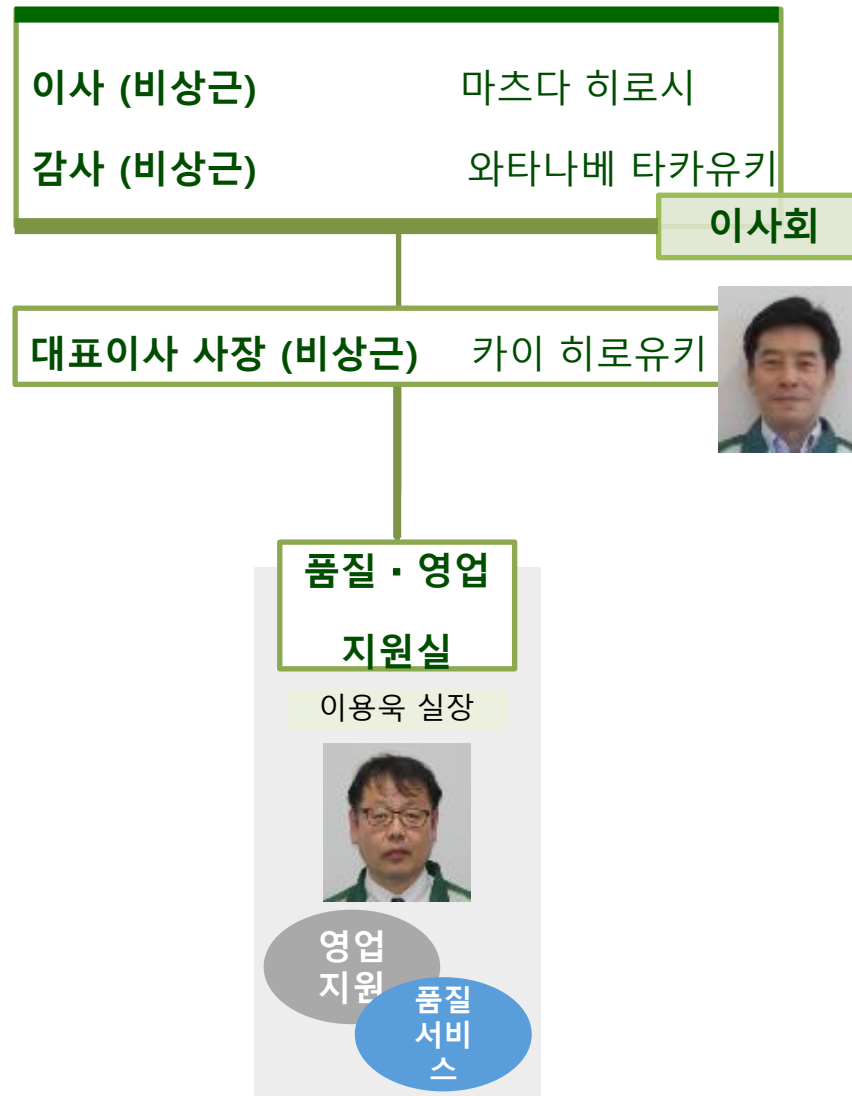 이사 (비상근) 마츠다 히로시
감사 (비상근) 와타나베 타카유키
이사회
대표이사 사장 (비상근) 카이 히로유키
품질・영업
지원실
이용욱 실장
영업
지원
품질
서비
스